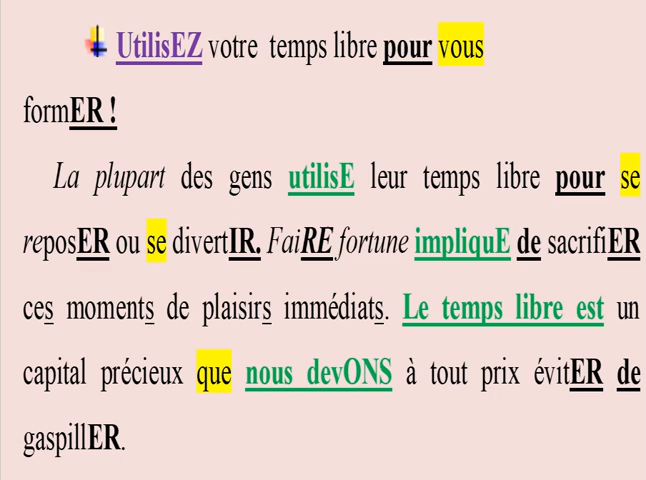 UtilisEZ votre temps libre pour vous
formER !
La plupart des gens utilisE leur temps libre pour se
reposER ou se divertIR. FaiRE fortune impliquE de sacrifiER
ces moments de plaisirs immédiats. Le temps libre est un
capital précieux que nous devONS à tout prix évitER de
gaspillER.